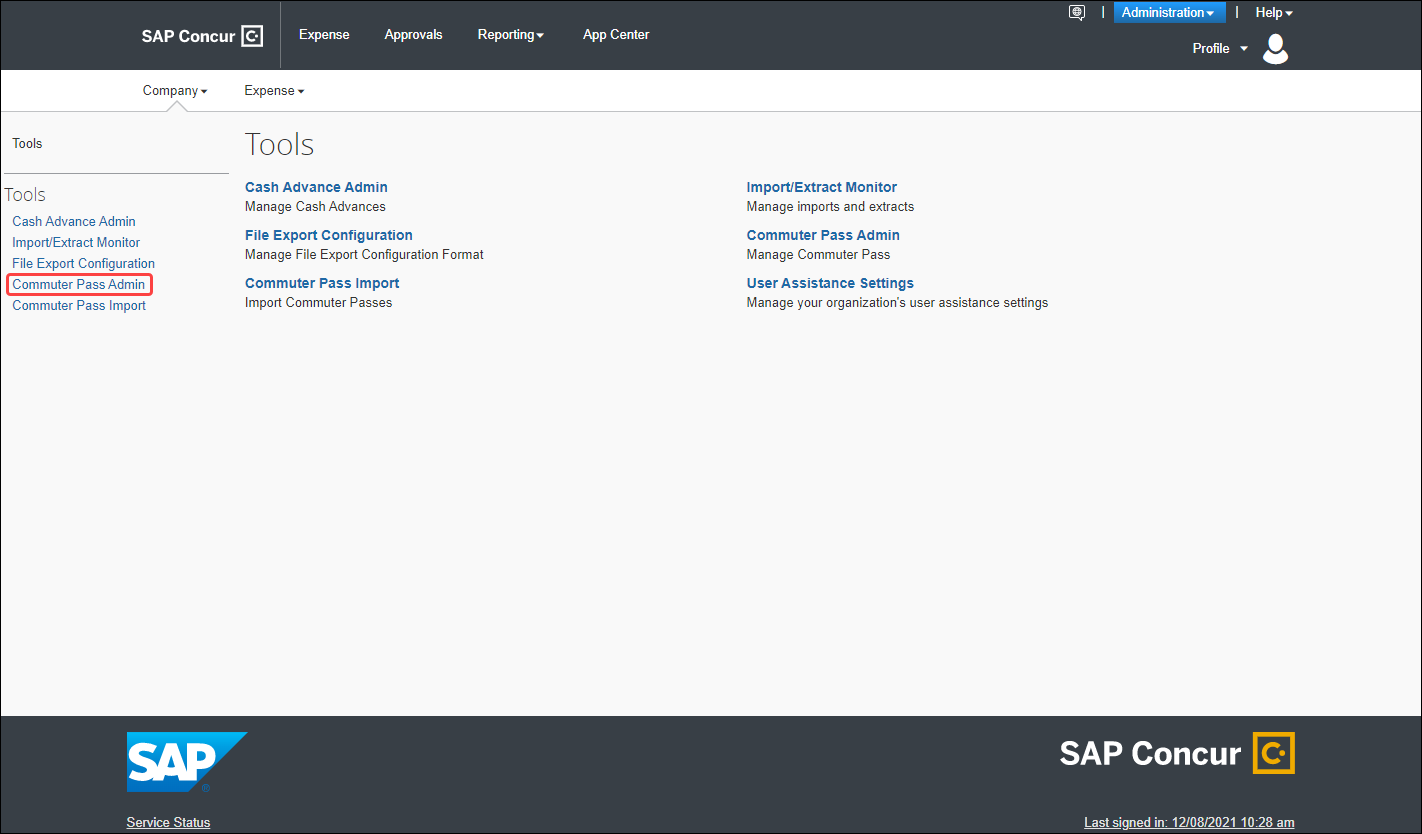 Administration
Help
SAP Concur C
Expense
Approvals
Reporting
App Center
Profile
Company
Expense
Tools
Tools
Cash Advance Admin
Import/Extract Monitor
File Export Configuration
Commuter Pass Admin
Commuter Pass Import
Tools
Cash Advance Admin
Manage Cash Advances
Import/Extract Monitor
Manage imports and extracts
File Export Configuration
Manage File Export Configuration Format
Commuter Pass Admin
Manage Commuter Pass
Commuter Pass Import
Import Commuter Passes
User Assistance Settings
Manage your organization's user assistance settings
SAP ®
SAP Concur C
Service Status
Last signed in: 12/08/2021 10:28 am